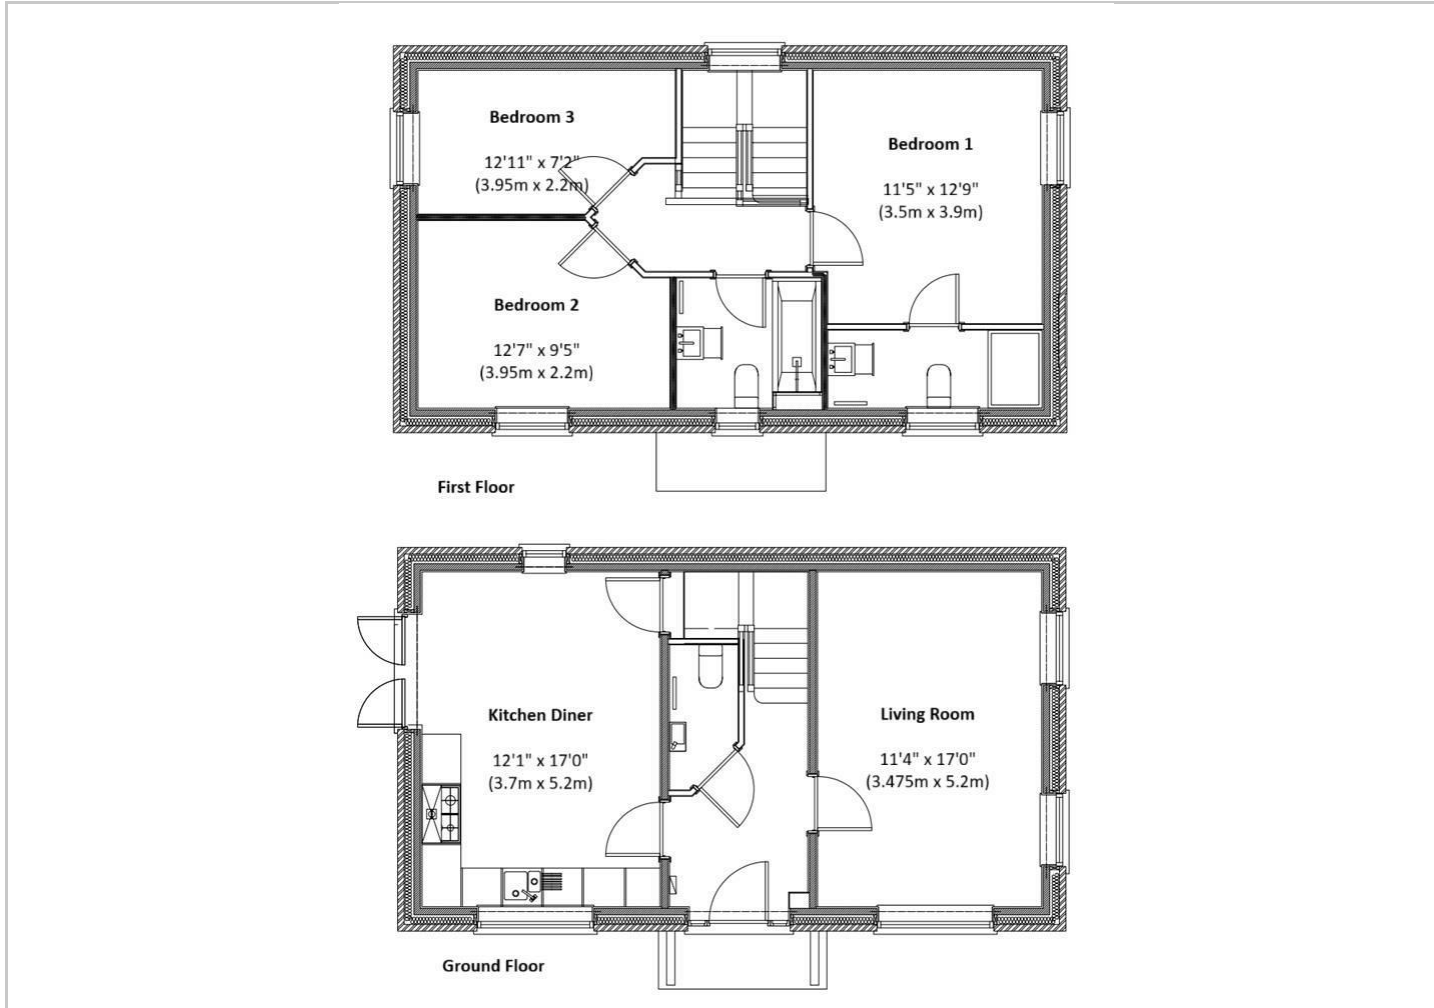 Bedroom 3
12'11" x 7'2"
(3.95m x 2.2m)
Bedroom 1
11'5" x 12'9"
(3.5m x 3.9m)
Bedroom 2
12'7" x 9'5"
(3.95m x 2.2m)
First Floor
Kitchen Diner
12'1" x 17'0"
(3.7m x 5.2m)
Living Room
11'4" x 17'0"
(3.475m x 5.2m)
Ground Floor